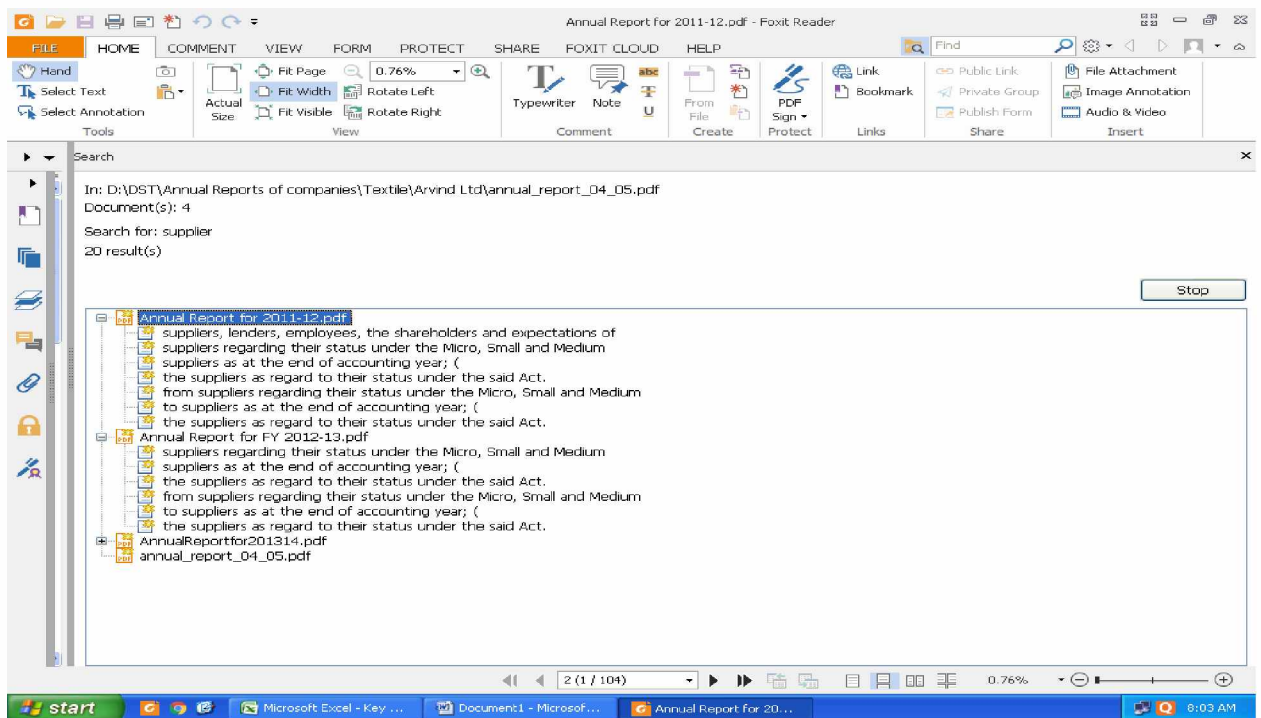 Annual Report for 2011-12.pdf - Foxit Reader
FILE HOME COMMENT VIEW FORM PROTECT SHARE FOXIT CLOUD HELP Find
Hand
Select Text
Select Annotation
Tools
Actual Size
Fit Page
Fit Width
Fit Visible
0.76%
Rotate Left
Rotate Right
View
Typewriter
Note
abc
T
U
Comment
From File
Create
PDF Sign
Protect
Link
Bookmark
Links
Public Link
Private Group
Publish Form
Share
File Attachment
Image Annotation
Audio & Video
Insert
Search
In: D:\DST\Annual Reports of companies\Textile\Arvind Ltd\annual_report_04_05.pdf
Document(s): 4
Search for: supplier
20 result(s)
Stop
Annual Report for 2011-12.pdf
suppliers, lenders, employees, the shareholders and expectations of
suppliers regarding their status under the Micro, Small and Medium
suppliers as at the end of accounting year; (
the suppliers as regard to their status under the said Act.
from suppliers regarding their status under the Micro, Small and Medium
to suppliers as at the end of accounting year; (
the suppliers as regard to their status under the said Act.
Annual Report for FY 2012-13.pdf
suppliers regarding their status under the Micro, Small and Medium
suppliers as at the end of accounting year; (
the suppliers as regard to their status under the said Act.
from suppliers regarding their status under the Micro, Small and Medium
to suppliers as at the end of accounting year; (
the suppliers as regard to their status under the said Act.
AnnualReportfor201314.pdf
annual_report_04_05.pdf
2 (1 / 104)
0.76%
start
Microsoft Excel - Key ...
Document1 - Microsof...
Annual Report for 20...
8:03 AM